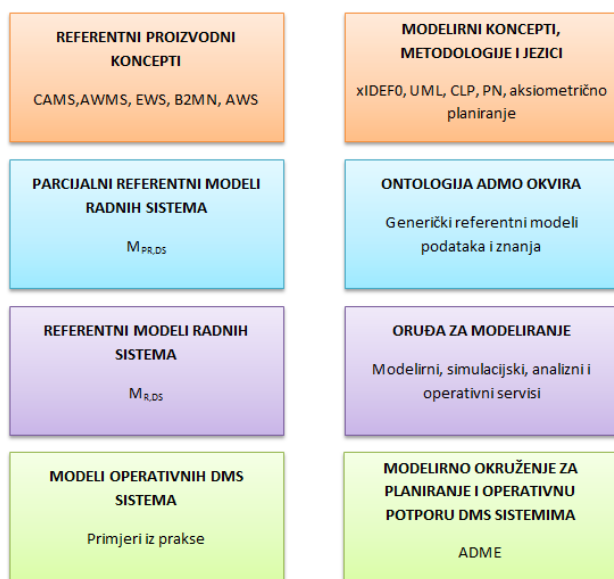 REFERENTNI PROIZVODNI
KONCEPTI
CAMS,AWMS, EWS, B2MN, AWS
MODELIRNI KONCEPTI,
METODOLOGIJE I JEZICI
xIDEF0, UML, CLP, PN, aksiometrično
planiranje
PARCIJALNI REFERENTNI MODELI
RADNIH SISTEMA
MPR,DS
ONTOLOGIJA ADMO OKVIRA
Generički referentni modeli
podataka i znanja
REFERENTNI MODELI RADNIH
SISTEMA
MR,DS
ORUĐA ZA MODELIRANJE
Modelirni, simulacijski, analizni i
operativni servisi
MODELI OPERATIVNIH DMS
SISTEMA
Primjeri iz prakse
MODELIRNO OKRUŽENJE ZA
PLANIRANJE I OPERATIVNU
POTPORU DMS SISTEMIMA
ADME